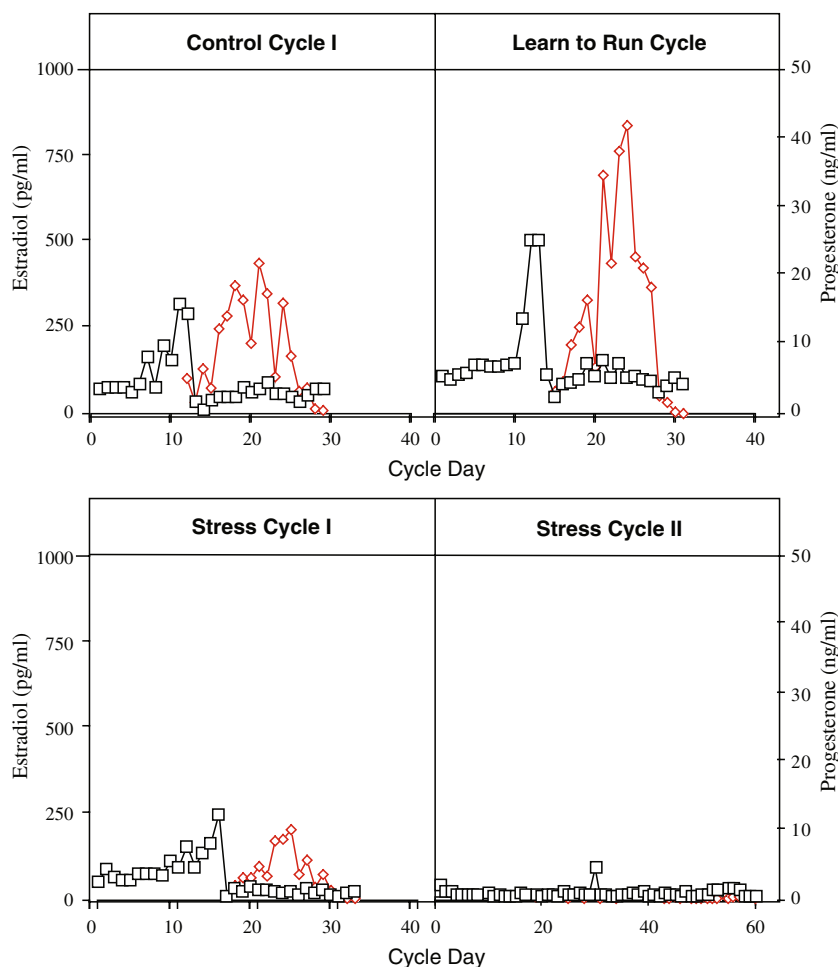 Control Cycle I
Learn to Run Cycle
1000
750
500
250
0
Estradiol (pg/ml)
50
40
30
20
10
0
Progesterone (ng/ml)
0 10 20 30 40
0 10 20 30 40
Cycle Day
Stress Cycle I
Stress Cycle II
1000
750
500
250
0
Estradiol (pg/ml)
50
40
30
20
10
0
Progesterone (ng/ml)
0 10 20 30 40
20 40 60
Cycle Day